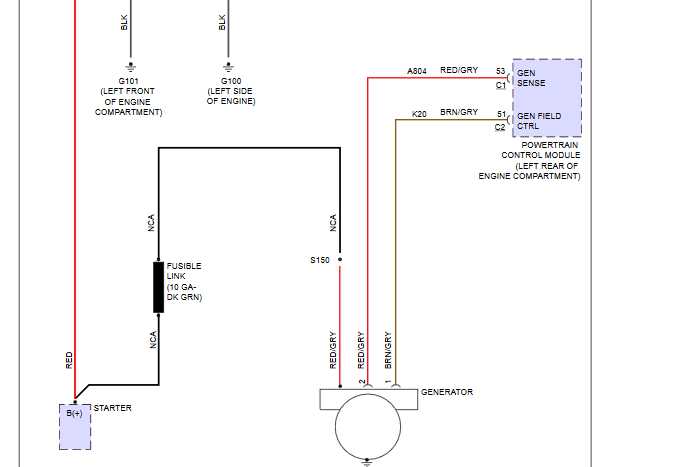 BLK
BLK
G101
(LEFT FRONT
OF ENGINE
COMPARTMENT)
G100
(LEFT SIDE
OF ENGINE)
A804 RED/GRY 53
C1
GEN
SENSE
K20 BRN/GRY 51
C2
GEN FIELD
CTRL
POWERTRAIN
CONTROL MODULE
(LEFT REAR OF
ENGINE COMPARTMENT)
NCA
NCA
S150
FUSIBLE
LINK
(10 GA-
DK GRN)
NCA
RED
RED/GRY
RED/GRY
BRN/GRY
2
1
GENERATOR
B(+)
STARTER